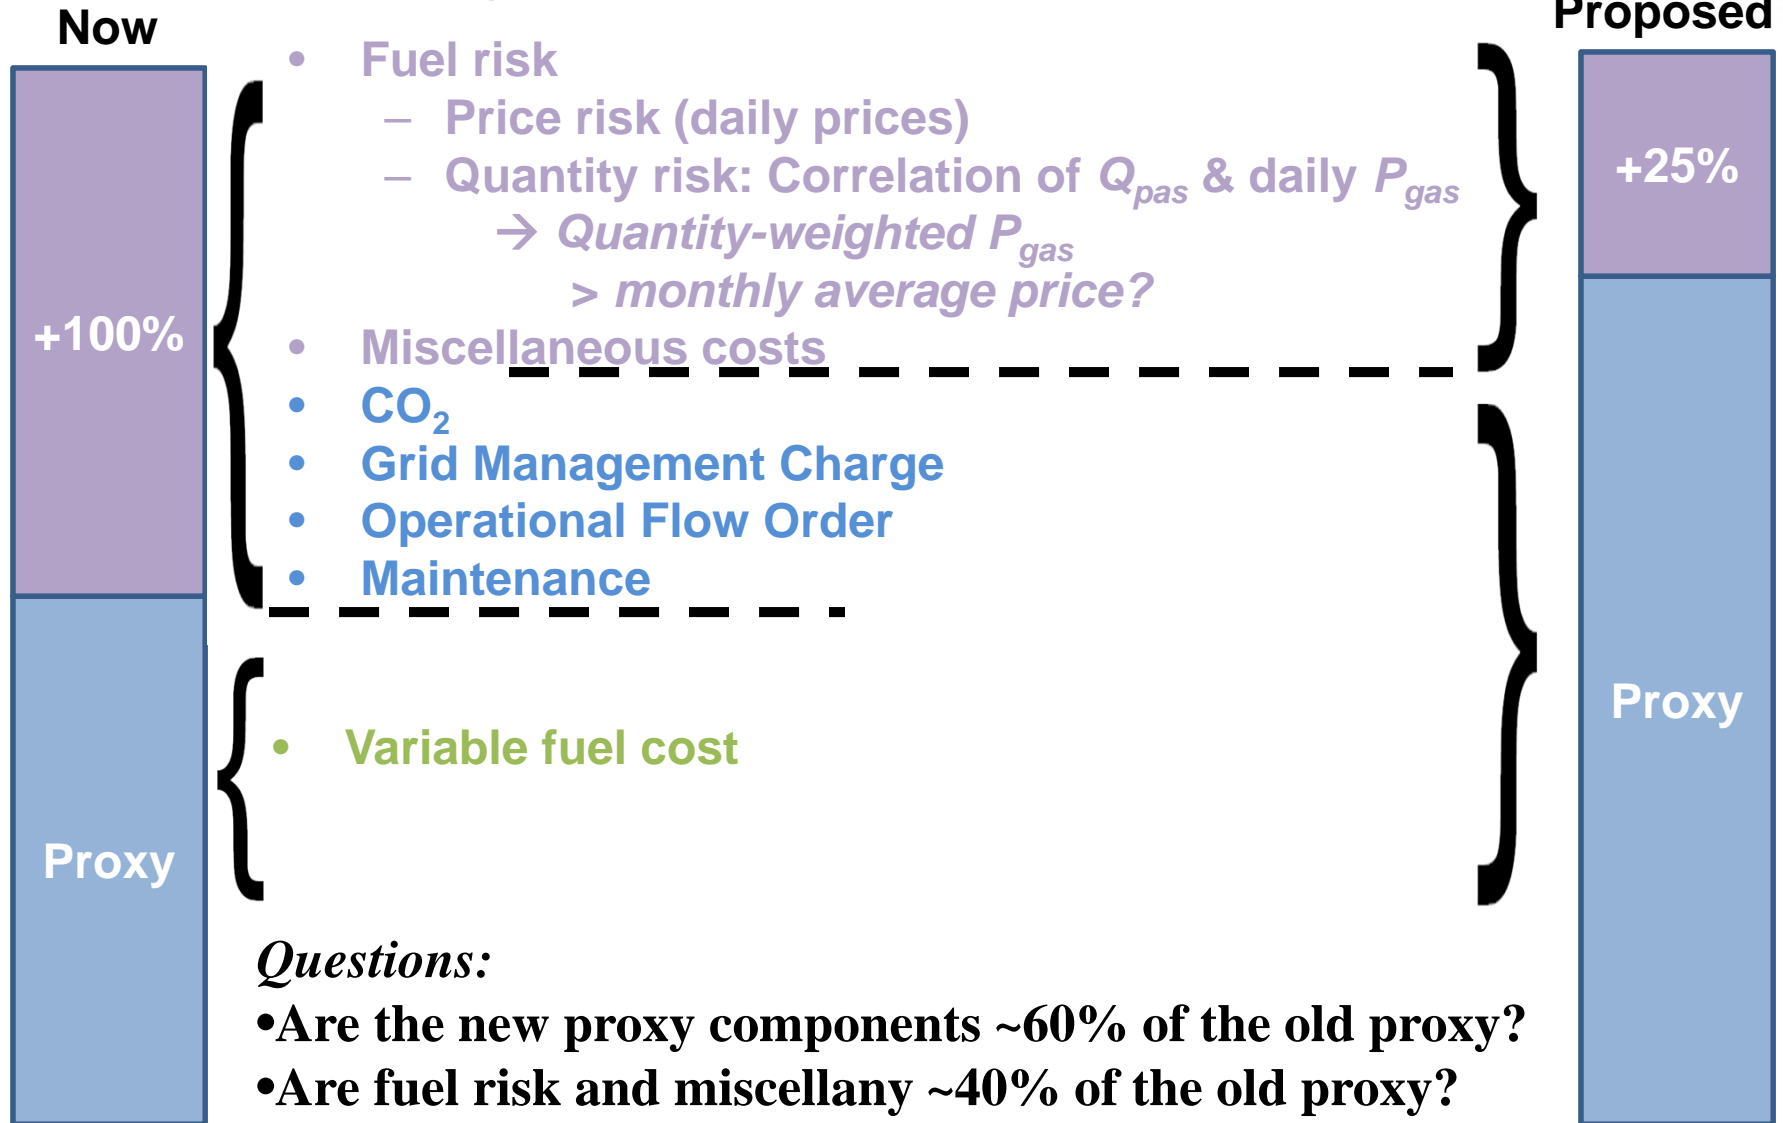 Now
Proposed
• Fuel risk
– Price risk (daily prices)
– Quantity risk: Correlation of Qpas & daily Pgas
→ Quantity-weighted Pgas
> monthly average price?
+25%
+100%
• Miscellaneous costs
• CO2
• Grid Management Charge
• Operational Flow Order
• Maintenance
Proxy
• Variable fuel cost
Proxy
Questions:
•Are the new proxy components ~60% of the old proxy?
•Are fuel risk and miscellany ~40% of the old proxy?